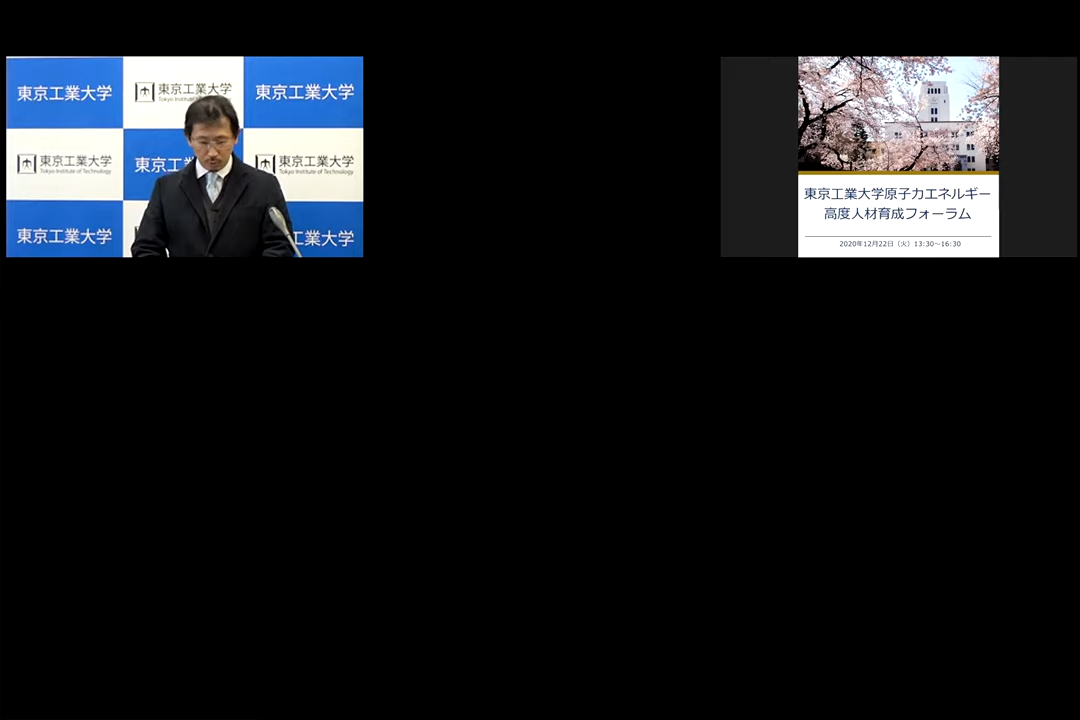 東京工業大学
東京工業大学
東京工業大学
東京工業大学
Tokyo Institute of Technology
東京工
東京工業大学
Tokyo Institute of Technology
東京工業大学
工業大学
東京工業大学原子力エネルギー
高度人材育成フォーラム
2020年12月22日（火）13:30～16:30